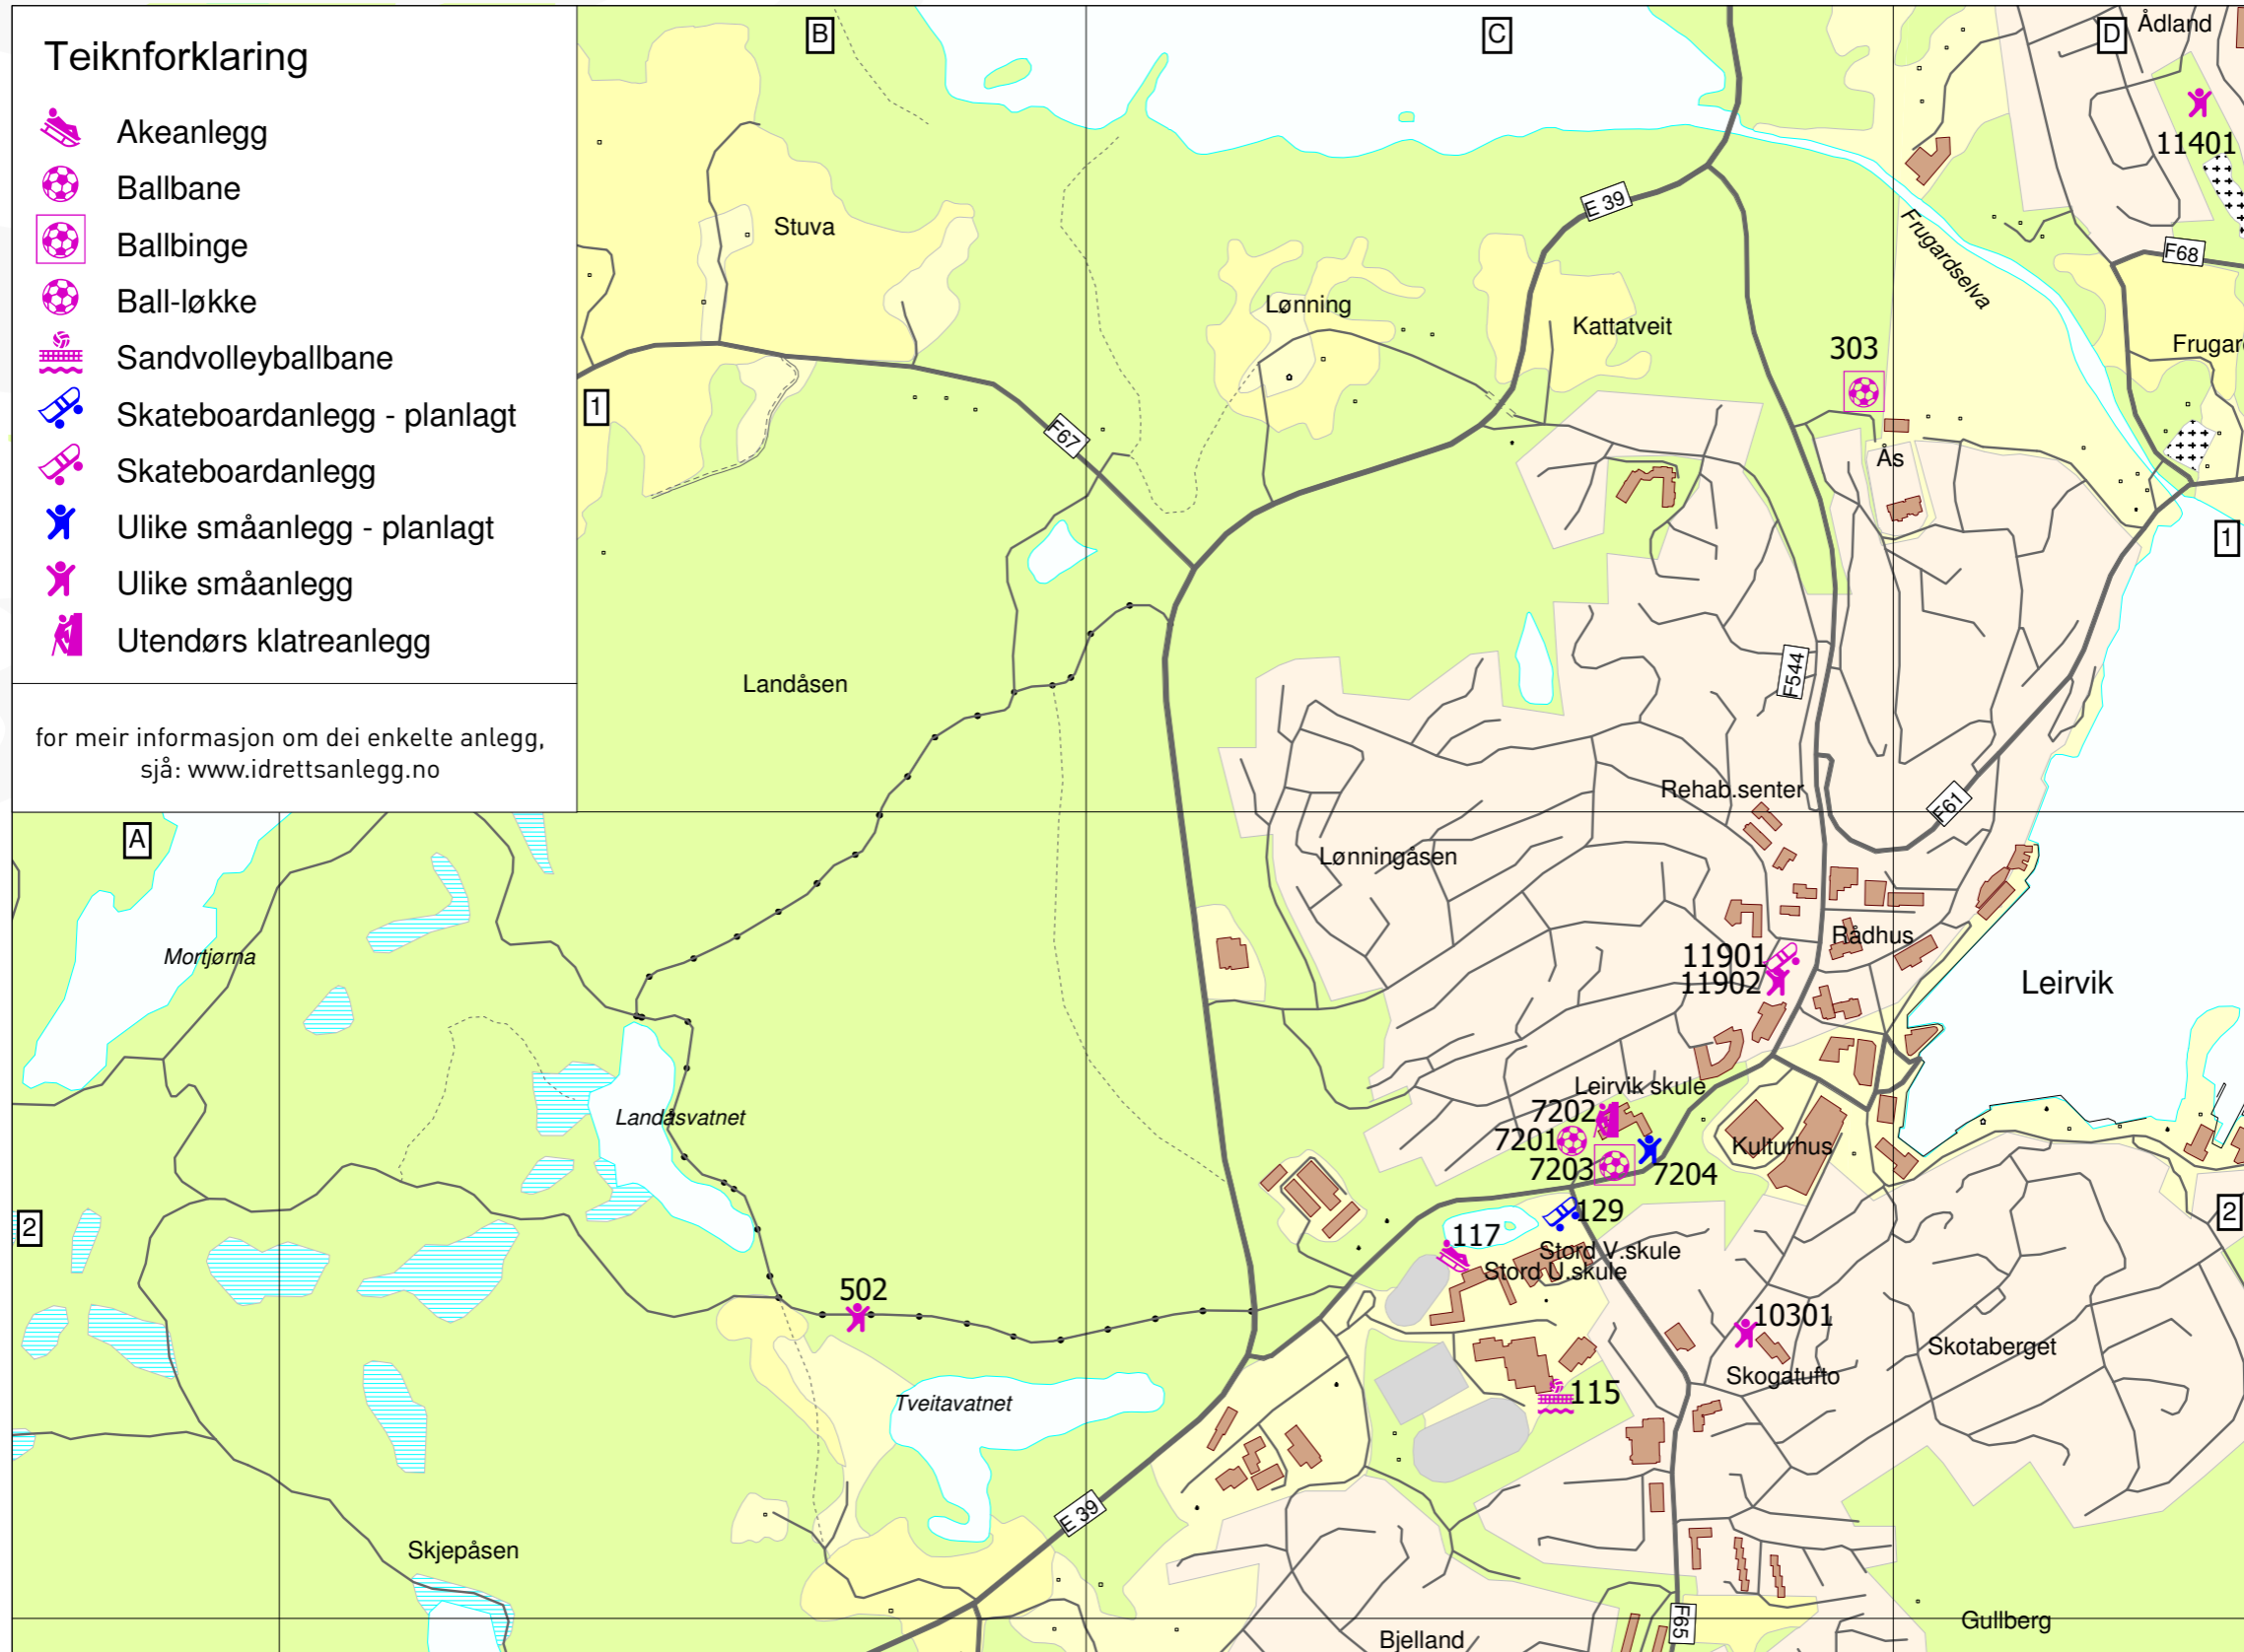 Teiknforklaring
Akeanlegg
Ballbane
Ballbinge
Ball-løkke
Sandvolleyballbane
Skateboardanlegg - planlagt
Skateboardanlegg
Ulike småanlegg - planlagt
Ulike småanlegg
Utendørs klatreanlegg
for meir informasjon om dei enkelte anlegg,
sjå: www.idrettsanlegg.no
B
C
D
Ådland
11401
E 39
Stuva
Frugardselva
F68
Lønning
Kattatveit
303
1
F67
Ås
1
Landåsen
F544
Rehab.senter
F61
A
Lønningåsen
Mortjørna
Rådhus
11901
11902
Leirvik
Landåsvatnet
Leirvik skule
7202
7201
7203
7204
Kulturhus
2
129
2
117
Stord V.skule
Stord U.skule
502
10301
Skotaberget
Skogatufto
Tveitavatnet
115
E 39
Skjepåsen
F65
Gullberg
Bjelland